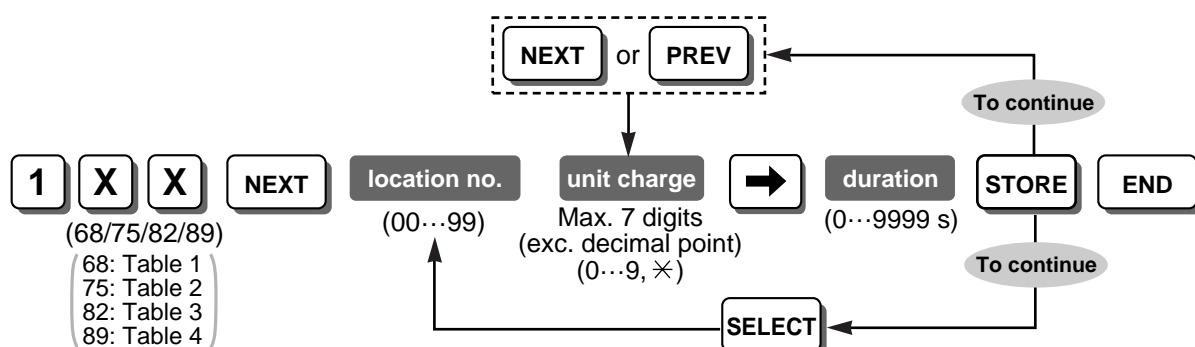 NEXT or PREV
To continue
1 X X NEXT location no. unit charge ➡ duration STORE END
(68/75/82/89) (00···99) Max. 7 digits (0···9999 s)
(exc. decimal point)
(0···9, ✳)
68: Table 1
75: Table 2
82: Table 3
89: Table 4
To continue
SELECT